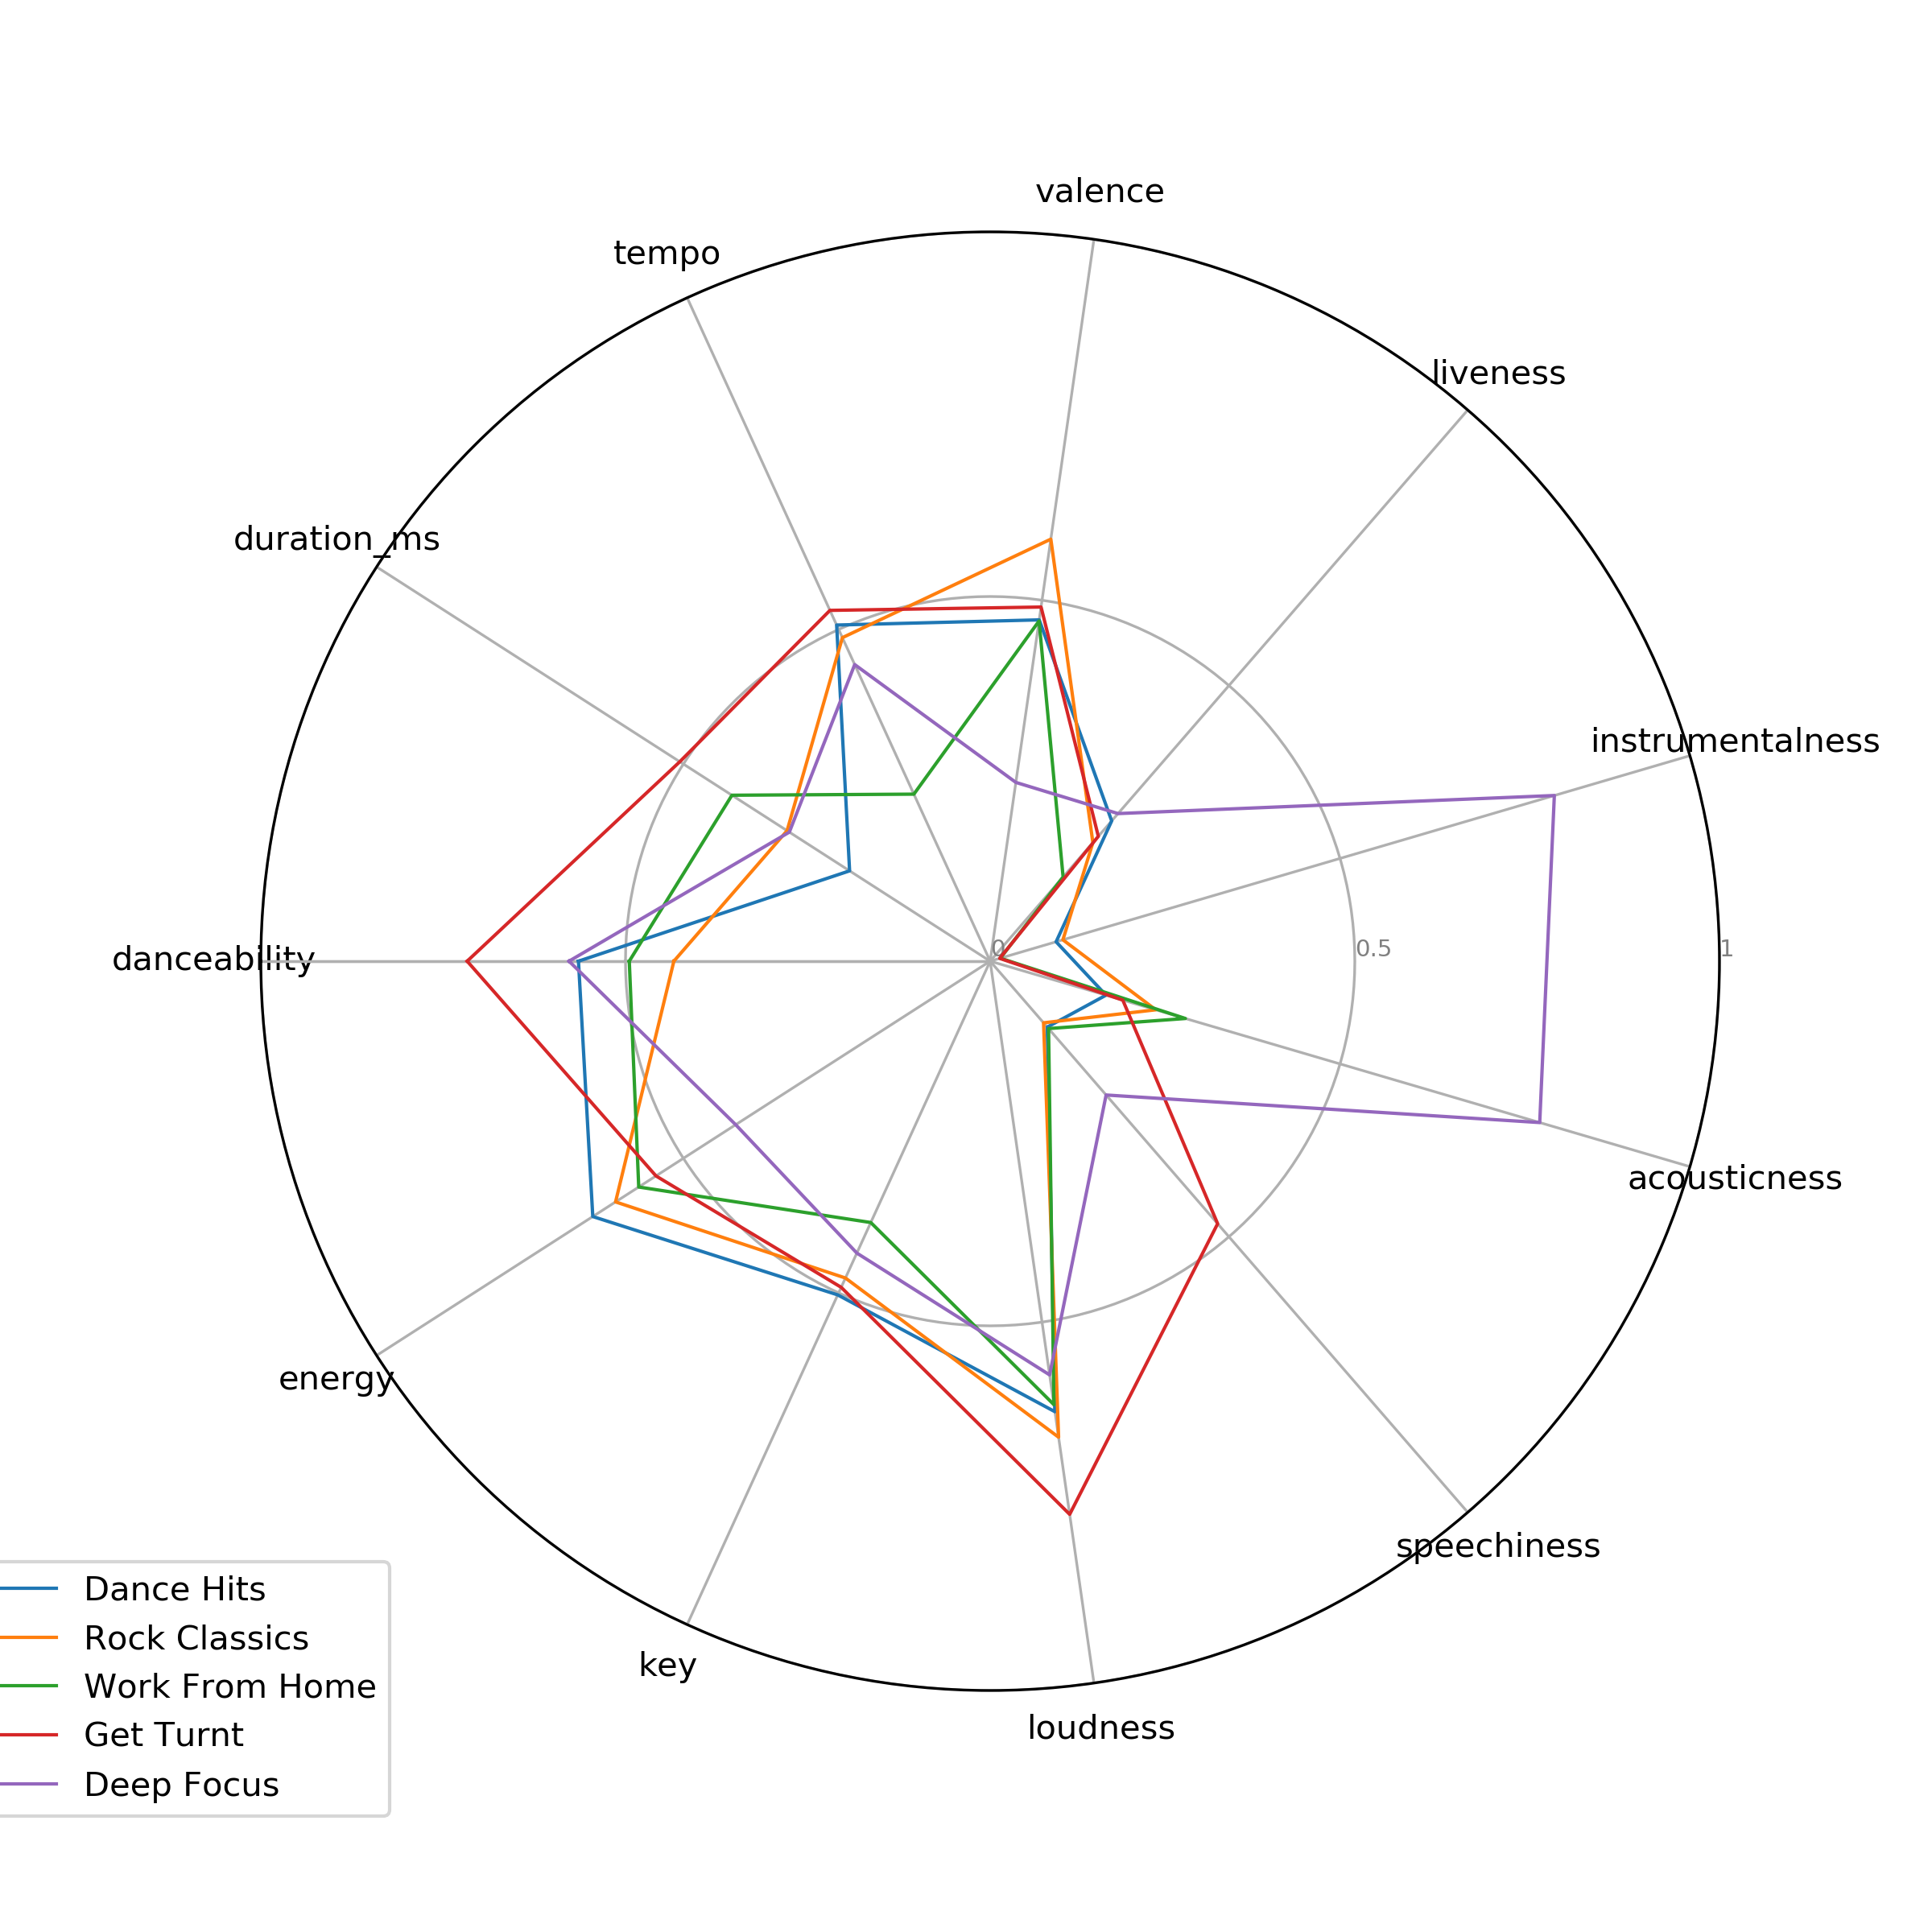 valence
tempo
liveness
duration_ms
instrumentalness
0
0.5
1
danceability
acousticness
energy
speechiness
key
loudness
Dance Hits
Rock Classics
Work From Home
Get Turnt
Deep Focus